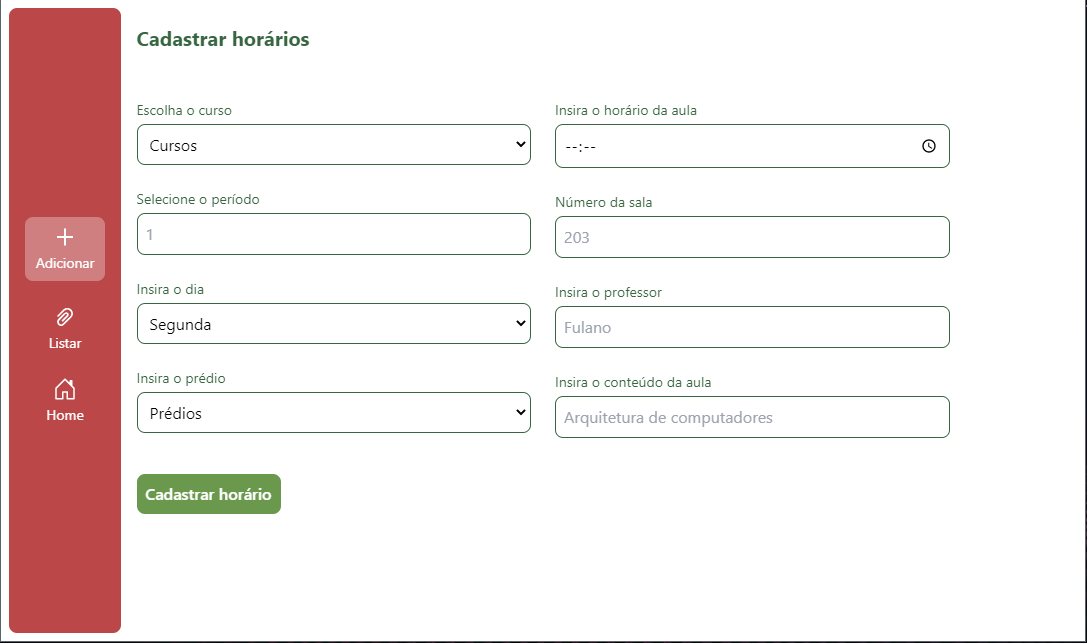 Cadastrar horários
Adicionar
Listar
Home
Escolha o curso
Cursos
Selecione o período
1
Insira o dia
Segunda
Insira o prédio
Prédios
Insira o horário da aula
--:--
Número da sala
203
Insira o professor
Fulano
Insira o conteúdo da aula
Arquitetura de computadores
Cadastrar horário